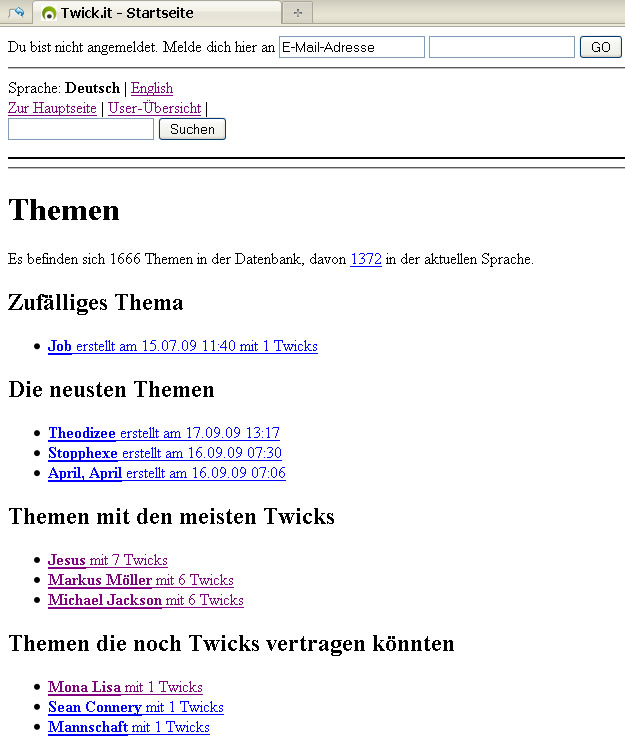 Twick.it - Startseite
Du bist nicht angemeldet. Melde dich hier an E-Mail-Adresse GO
Sprache: Deutsch | English
Zur Hauptseite | User-Übersicht |
Suchen
Themen
Es befinden sich 1666 Themen in der Datenbank, davon 1372 in der aktuellen Sprache.
Zufälliges Thema
• Job erstellt am 15.07.09 11:40 mit 1 Twicks
Die neusten Themen
• Theodizee erstellt am 17.09.09 13:17
• Stopphexe erstellt am 16.09.09 07:30
• April, April erstellt am 16.09.09 07:06
Themen mit den meisten Twicks
• Jesus mit 7 Twicks
• Markus Möller mit 6 Twicks
• Michael Jackson mit 6 Twicks
Themen die noch Twicks vertragen könnten
• Mona Lisa mit 1 Twicks
• Sean Connery mit 1 Twicks
• Mannschaft mit 1 Twicks